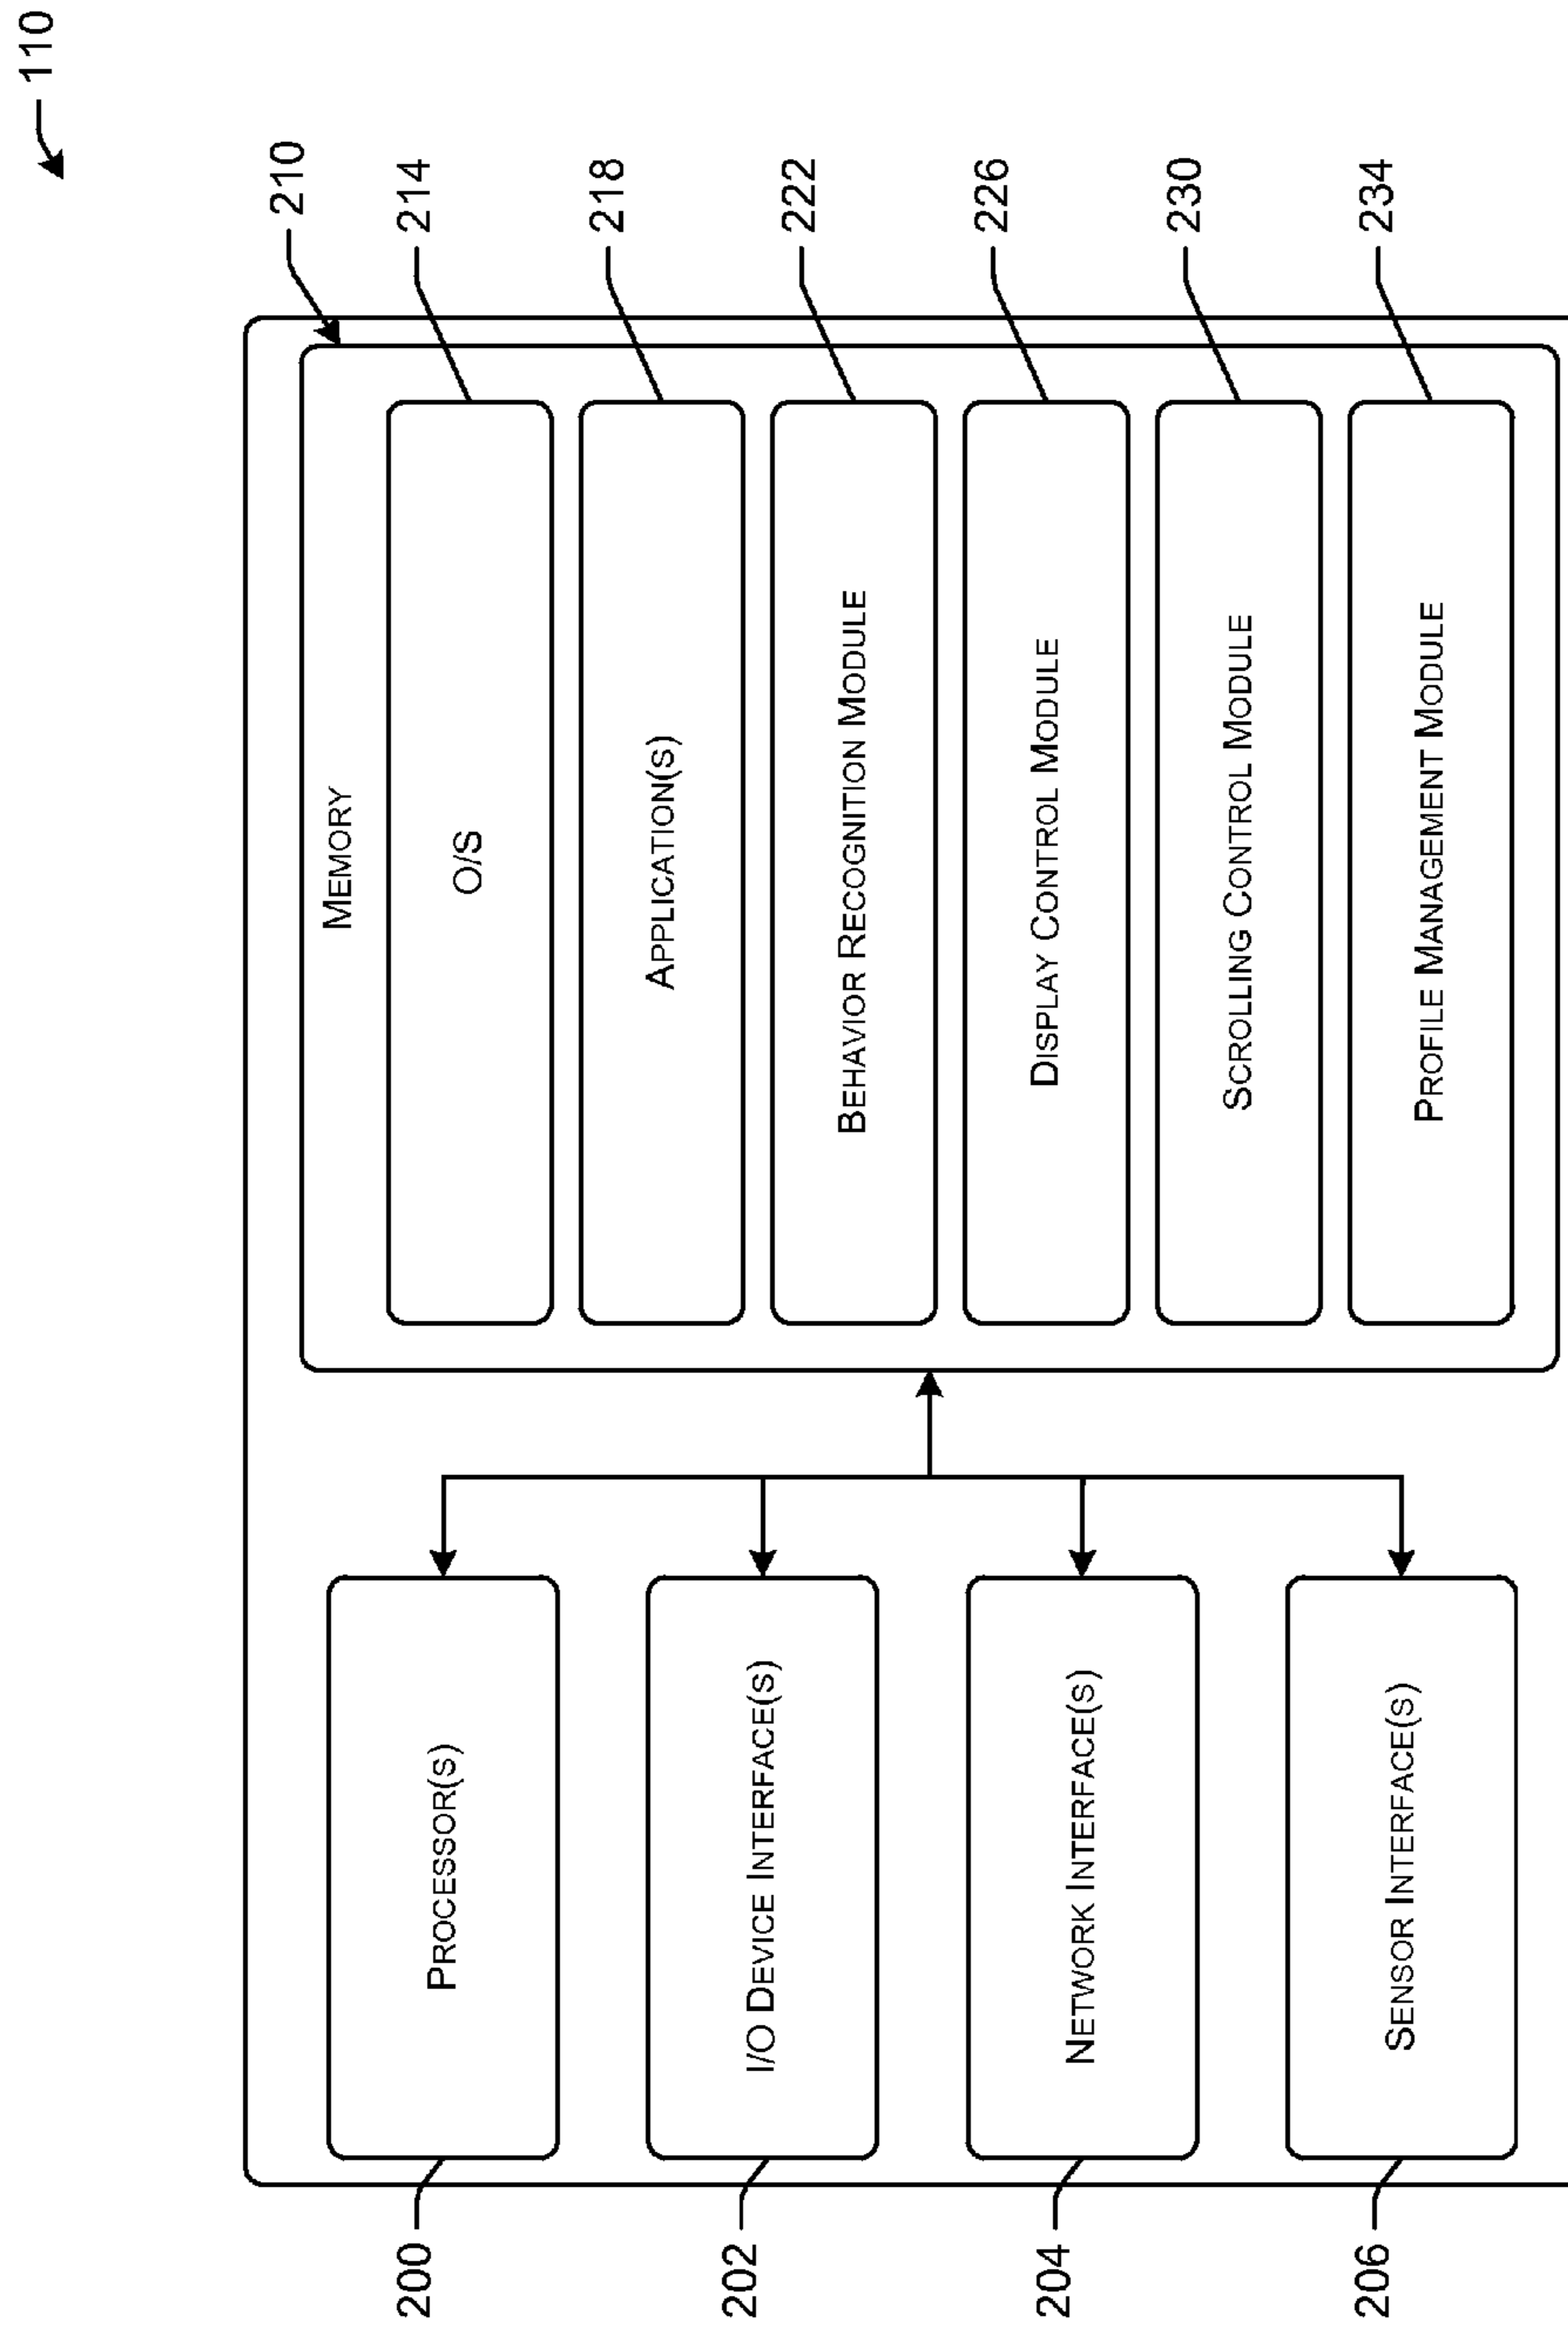 110
210
MEMORY
214
O/S
200
PROCESSOR(S)
218
APPLICATION(S)
202
I/O DEVICE INTERFACE(S)
222
BEHAVIOR RECOGNITION MODULE
226
DISPLAY CONTROL MODULE
204
NETWORK INTERFACE(S)
230
SCROLLING CONTROL MODULE
206
SENSOR INTERFACE(S)
234
PROFILE MANAGEMENT MODULE